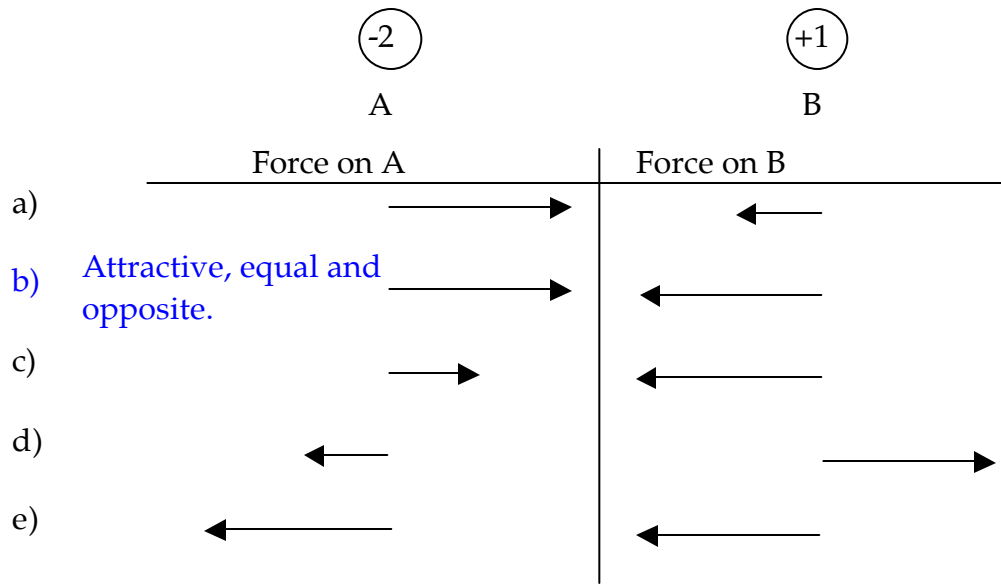 -2 +1
A B
Force on A Force on B
a)
b) Attractive, equal and
opposite.
c)
d)
e)